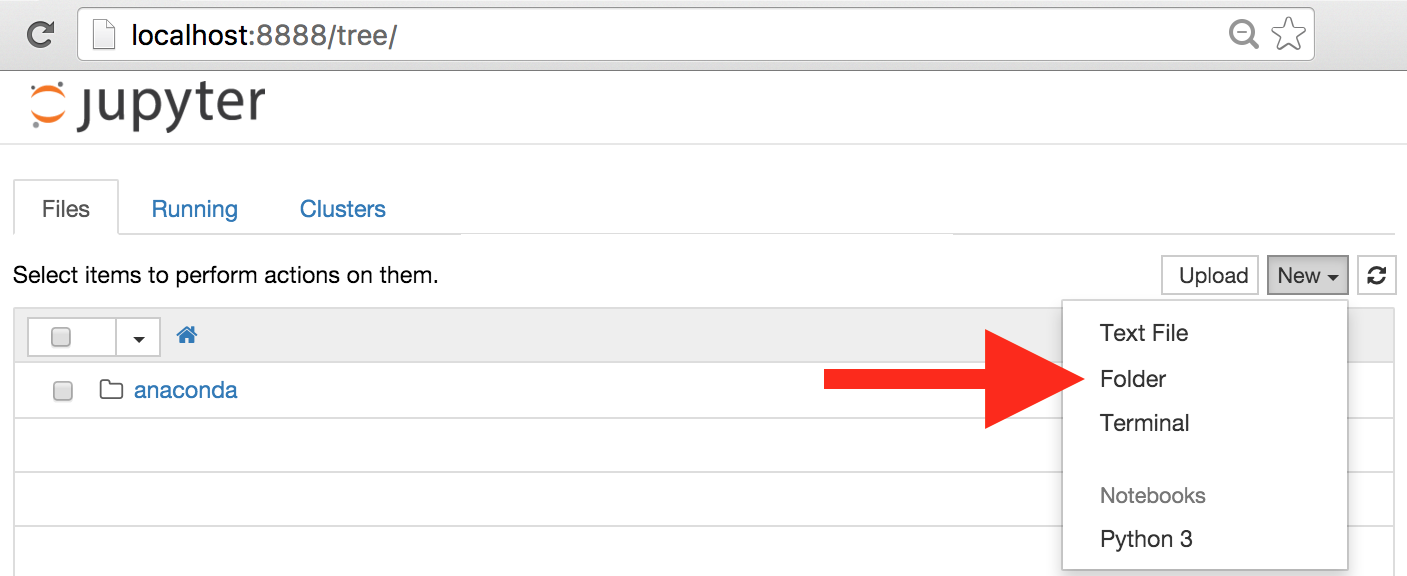 localhost:8888/tree/
jupyter
Files Running Clusters
Select items to perform actions on them.
Upload New
Text File
anaconda
Folder
Terminal
Notebooks
Python 3